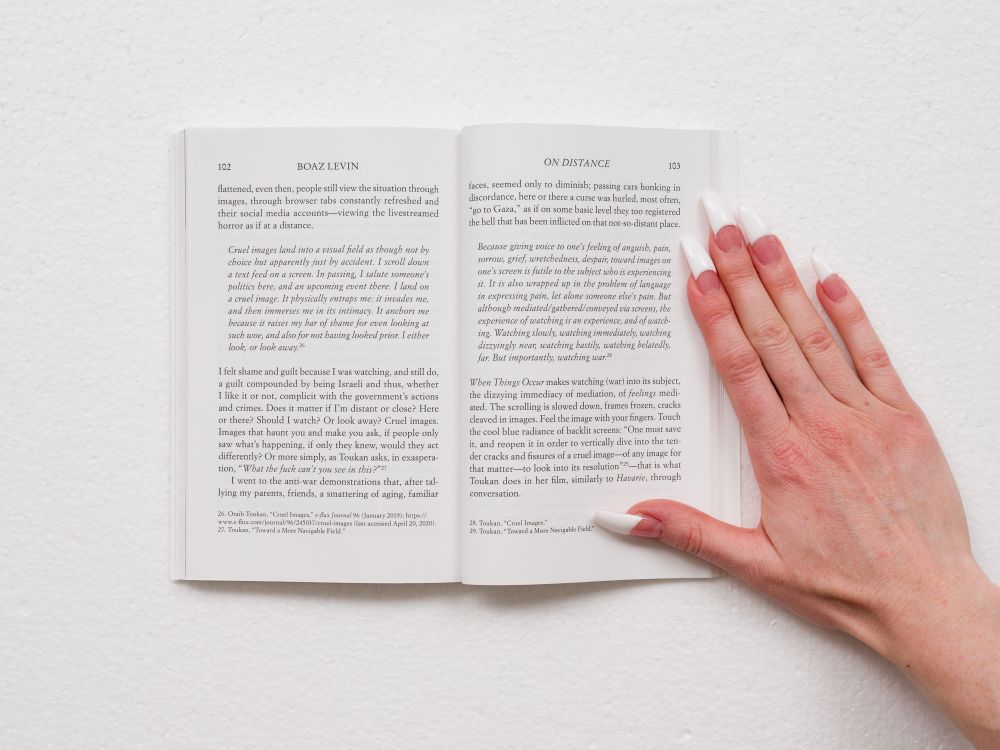 102
BOAZ LEVIN
flattened, even then, people still view the situation through
images, through browser tabs constantly refreshed and
their social media accounts—viewing the livestreamed
horror as if at a distance.
Cruel images land into a visual field as though not by
choice but apparently just by accident. I scroll down
a text feed on a screen. In passing, I salute someone's
politics here, and an upcoming event there. I land on
a cruel image. It physically entraps me: it invades me,
and then immerses me in its intimacy. It anchors me
because it raises my bar of shame for even looking at
such woe, and also for not having looked prior. I either
look, or look away.26
I felt shame and guilt because I was watching, and still do,
a guilt compounded by being Israeli and thus, whether
I like it or not, complicit with the government's actions
and crimes. Does it matter if I'm distant or close? Here
or there? Should I watch? Or look away? Cruel images.
Images that haunt you and make you ask, if people only
saw what's happening, if only they knew, would they act
differently? Or more simply, as Toukan asks, in exaspera-
tion, “What the fuck can't you see in this?”27
I went to the anti-war demonstrations that, after tal-
lying my parents, friends, a smattering of aging, familiar
26. Oraib Toukan, “Cruel Images,” e-flux Journal 96 (January 2019): https://
www.e-flux.com/journal/96/245037/cruel-images (last accessed April 20, 2020).
27. Toukan, “Toward a More Navigable Field.”
ON DISTANCE
103
faces, seemed only to diminish; passing cars honking in
discordance, here or there a curse was hurled, most often,
“go to Gaza,” as if on some basic level they too registered
the hell that has been inflicted on that not-so-distant place.
Because giving voice to one's feeling of anguish, pain,
sorrow, grief, wretchedness, despair, toward images on
one's screen is futile to the subject who is experiencing
it. It is also wrapped up in the problem of language
in expressing pain, let alone someone else's pain. But
although mediated/gathered/conveyed via screens, the
experience of watching is an experience, and of watch-
ing. Watching slowly, watching immediately, watching
dizzyingly near, watching hastily, watching belatedly,
far. But importantly, watching war.28
When Things Occur makes watching (war) into its subject,
the dizzying immediacy of mediation, of feelings medi-
ated. The scrolling is slowed down, frames frozen, cracks
cleaved in images. Feel the image with your fingers. Touch
the cool blue radiance of backlit screens: “One must save
it, and reopen it in order to vertically dive into the ten-
der cracks and fissures of a cruel image—of any image for
that matter—to look into its resolution”29—that is what
Toukan does in her film, similarly to Havarie, through
conversation.
28. Toukan, “Cruel Images.”
29. Toukan, “Toward a More Navigable Field.”